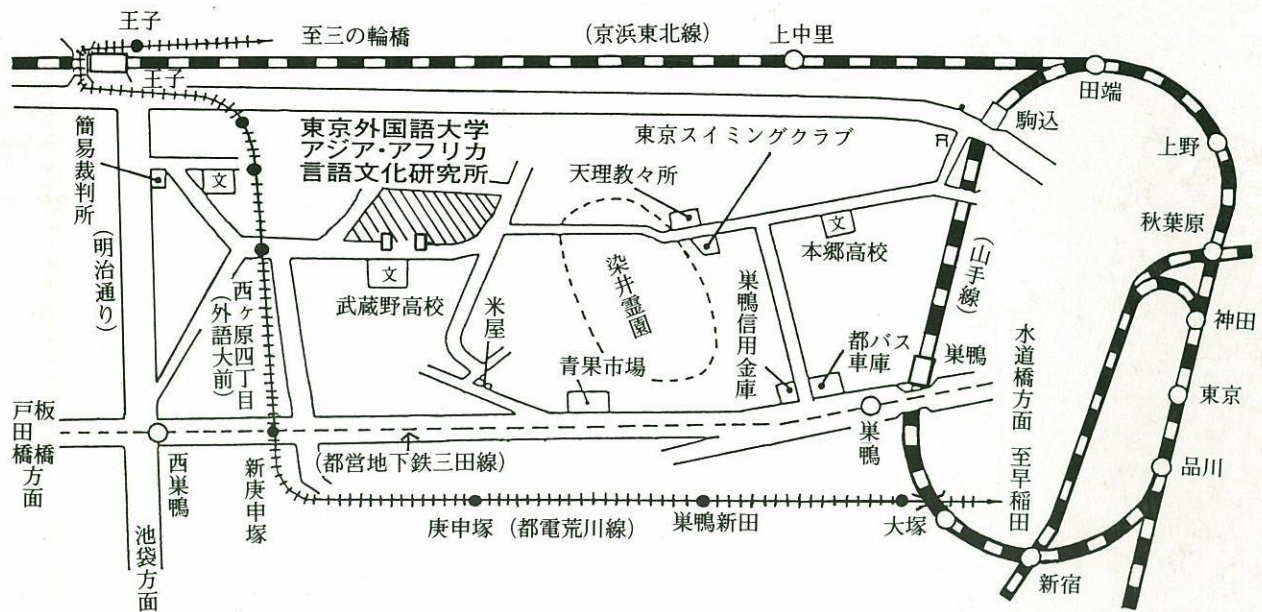 王子
至三の輪橋
(京浜東北線)
上中里
王子
田端
駒込
上野
秋葉原
神田
東京
品川
新宿
簡易裁判所
(明治通り)
文
東京外国語大学
アジア・アフリカ
言語文化研究所
東京スイミングクラブ
天理教々所
文
本郷高校
(山手線)
文
武蔵野高校
染井霊園
巣鴨信用金庫
西ヶ原四丁目
(外語大前)
米屋
青果市場
都バス
車庫
巣鴨
水道橋方面
至早稲田
板橋方面
戸田橋
西巣鴨
池袋方面
新庚申塚
(都営地下鉄三田線)
巣鴨
庚申塚
(都電荒川線)
巣鴨新田
大塚